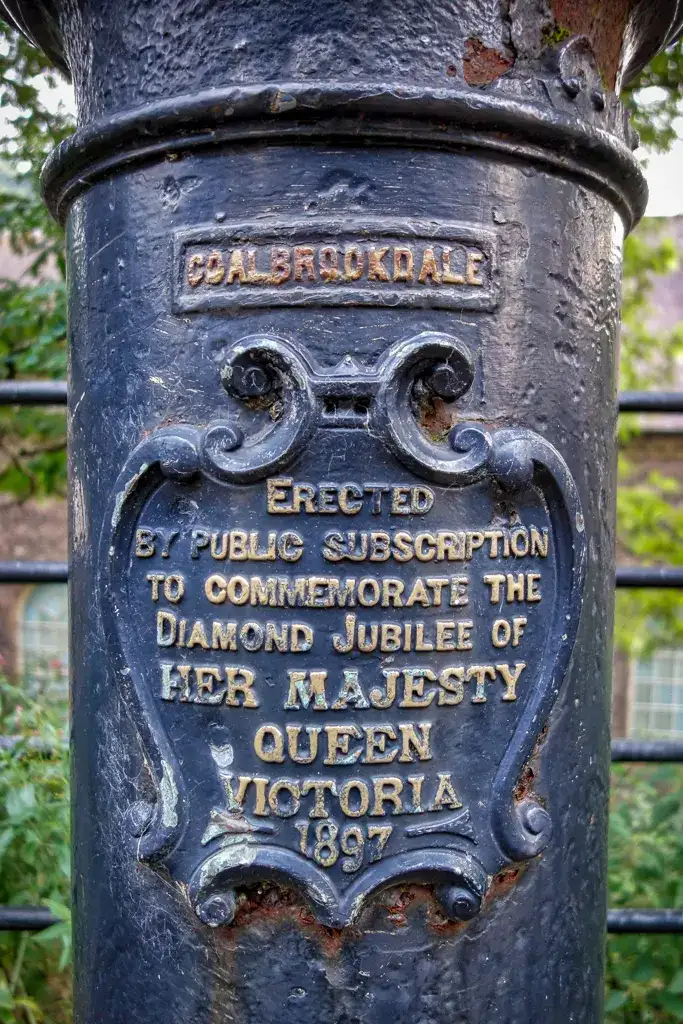 COALBROOKDALE
ERECTED
BY PUBLIC SUBSCRIPTION
TO COMMEMORATE THE
DIAMOND JUBILEE OF
HER MAJESTY
QUEEN
VICTORIA
1897